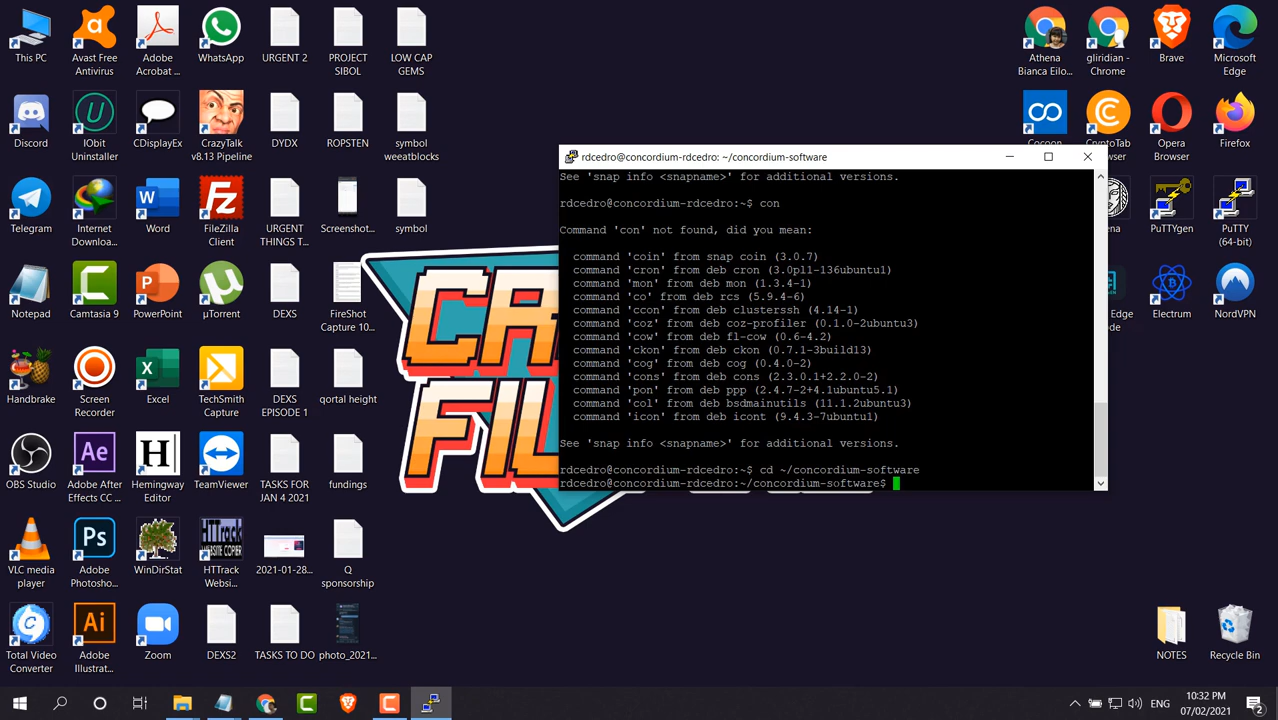 This PC
Avast Free
Antivirus
Adobe
Acrobat ...
WhatsApp
URGENT 2
PROJECT
SIBOL
LOW CAP
GEMS
Athena
Bianca Eilo...
gliridian -
Chrome
Brave
Microsoft
Edge
Discord
IObit
Uninstaller
CDisplayEx
CrazyTalk
v8.13 Pipeline
DYDX
ROPSTEN
symbol
weeatblocks
Cocoon
CryptoTab
Browser
Opera
Browser
Firefox
Telegram
Internet
Downloa...
Word
FileZilla
Client
URGENT
THINGS T...
Screenshot...
symbol
PuTTYgen
PuTTY
(64-bit)
Notepad
Camtasia 9
PowerPoint
µTorrent
DEXS
FireShot
Capture 10...
Edge
Electrum
NordVPN
Handbrake
Screen
Recorder
Excel
TechSmith
Capture
DEXS
EPISODE 1
qortal height
OBS Studio
Adobe After
Effects CC ...
Hemingway
Editor
TeamViewer
TASKS FOR
JAN 4 2021
fundings
VLC media
player
Adobe
Photosho...
WinDirStat
HTTrack
Websi...
2021-01-28...
Q
sponsorship
Total Video
Converter
Adobe
Illustrat...
Zoom
DEXS2
TASKS TO DO
photo_2021...
NOTES
Recycle Bin
rdcedro@concordium-rdcedro: ~/concordium-software
See 'snap info <snapname>' for additional versions.
rdcedro@concordium-rdcedro:~$ con
Command 'con' not found, did you mean:
command 'coin' from snap coin (3.0.7)
command 'cron' from deb cron (3.0pl1-136ubuntu1)
command 'mon' from deb mon (1.3.4-1)
command 'co' from deb rcs (5.9.4-6)
command 'ccon' from deb clusterssh (4.14-1)
command 'coz' from deb coz-profiler (0.1.0-2ubuntu3)
command 'cow' from deb fl-cow (0.6-4.2)
command 'ckon' from deb ckon (0.7.1-3build13)
command 'cog' from deb cog (0.4.0-2)
command 'cons' from deb cons (2.3.0.1+2.2.0-2)
command 'pon' from deb ppp (2.4.7-2+4.1ubuntu5.1)
command 'col' from deb bsdmainutils (11.1.2ubuntu3)
command 'icon' from deb icont (9.4.3-7ubuntu1)
See 'snap info <snapname>' for additional versions.
rdcedro@concordium-rdcedro:~$ cd ~/concordium-software
rdcedro@concordium-rdcedro:~/concordium-software$
ENG
10:32 PM
07/02/2021
2